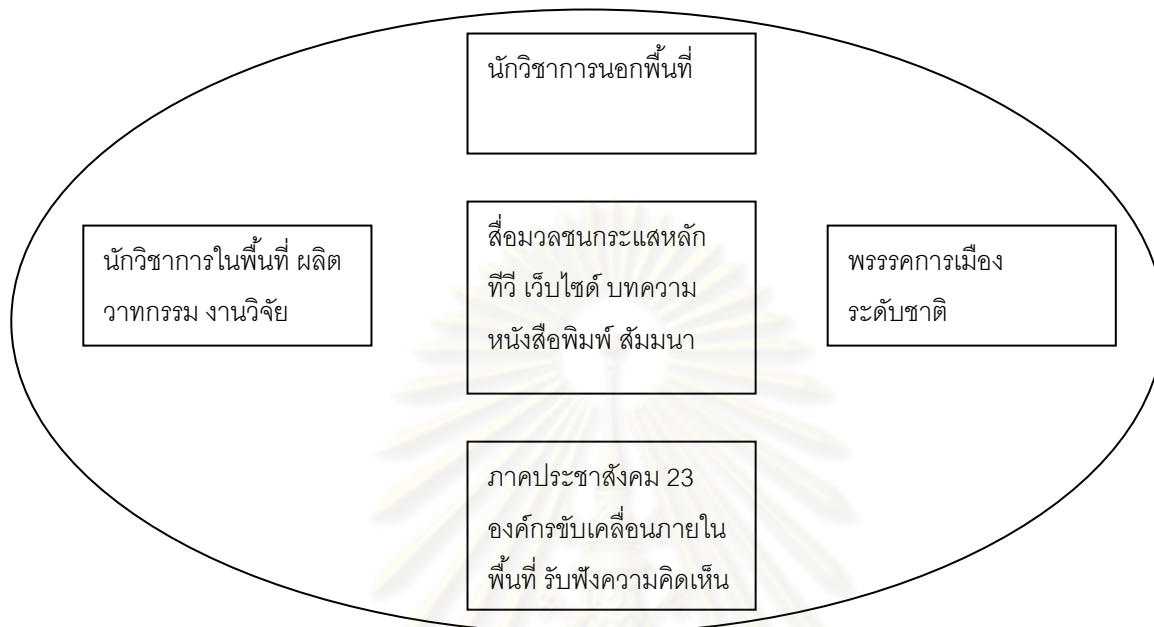 นักวิชาการนอกพื้นที่
นักวิชาการในพื้นที่ ผลิต
วาทกรรม งานวิจัย
สื่อมวลชนกระแสหลัก
ทีวี เว็บไซด์ บทความ
หนังสือพิมพ์ สัมมนา
พรรรคการเมือง
ระดับชาติ
ภาคประชาสังคม 23
องค์กรขับเคลื่อนภายใน
พื้นที่ รับฟังความคิดเห็น